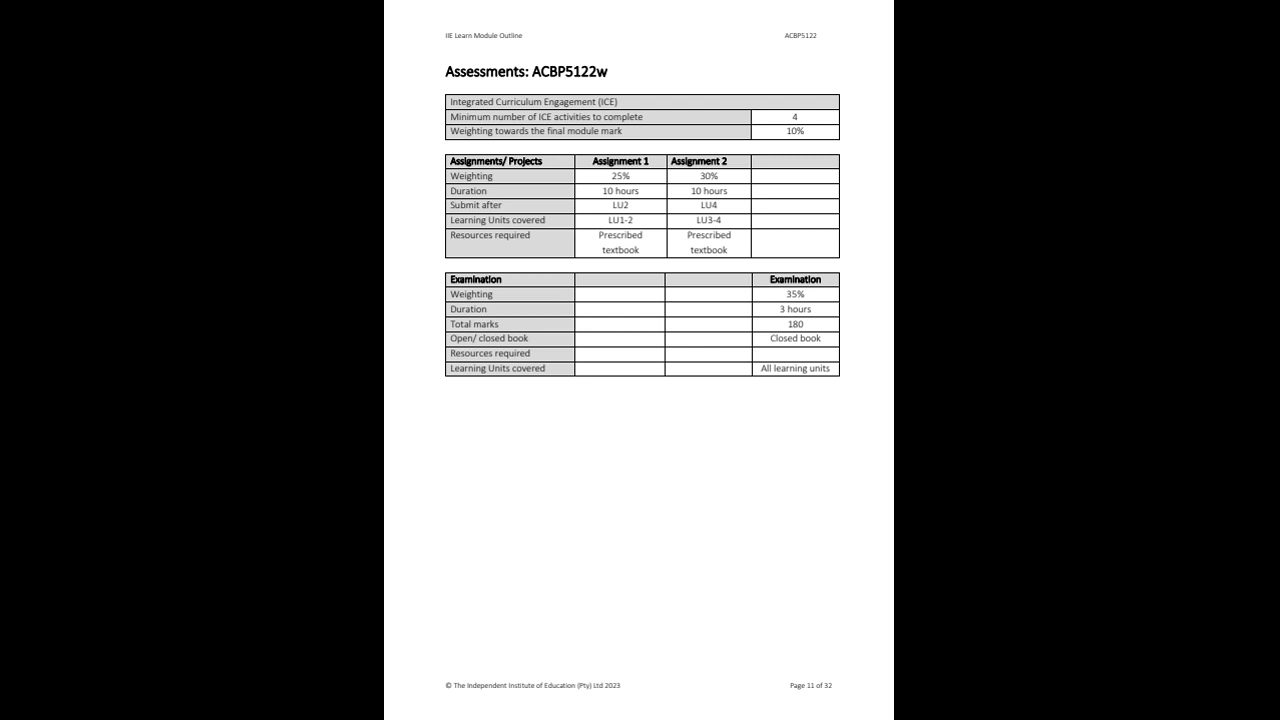 IIE Learn Module Outline ACBP5122
Assessments: ACBP5122w
Integrated Curriculum Engagement (ICE)
Minimum number of ICE activities to complete 4
Weighting towards the final module mark 10%
Assignments/ Projects Assignment 1 Assignment 2
Weighting 25% 30%
Duration 10 hours 10 hours
Submit after LU2 LU4
Learning Units covered LU1-2 LU3-4
Resources required Prescribed Prescribed
textbook textbook
Examination Examination
Weighting 35%
Duration 3 hours
Total marks 180
Open/ closed book Closed book
Resources required
Learning Units covered All learning units
© The Independent Institute of Education (Pty) Ltd 2023 Page 11 of 32